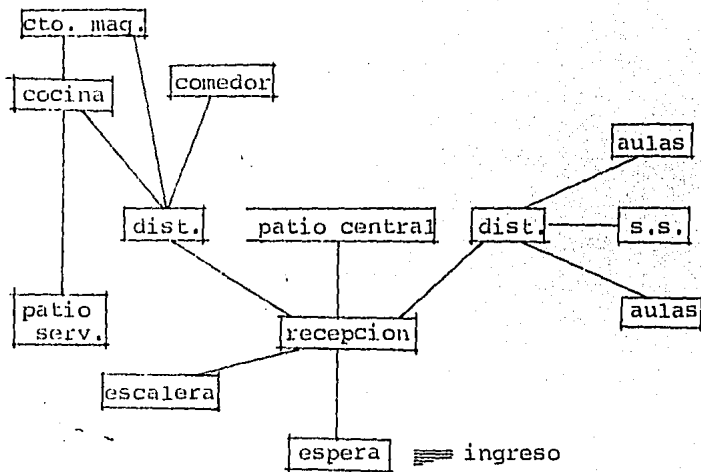 cto. maq.
cocina
comedor
aulas
dist.
patio central
dist.
s.s.
patio
serv.
recepcion
aulas
escalera
espera
ingreso